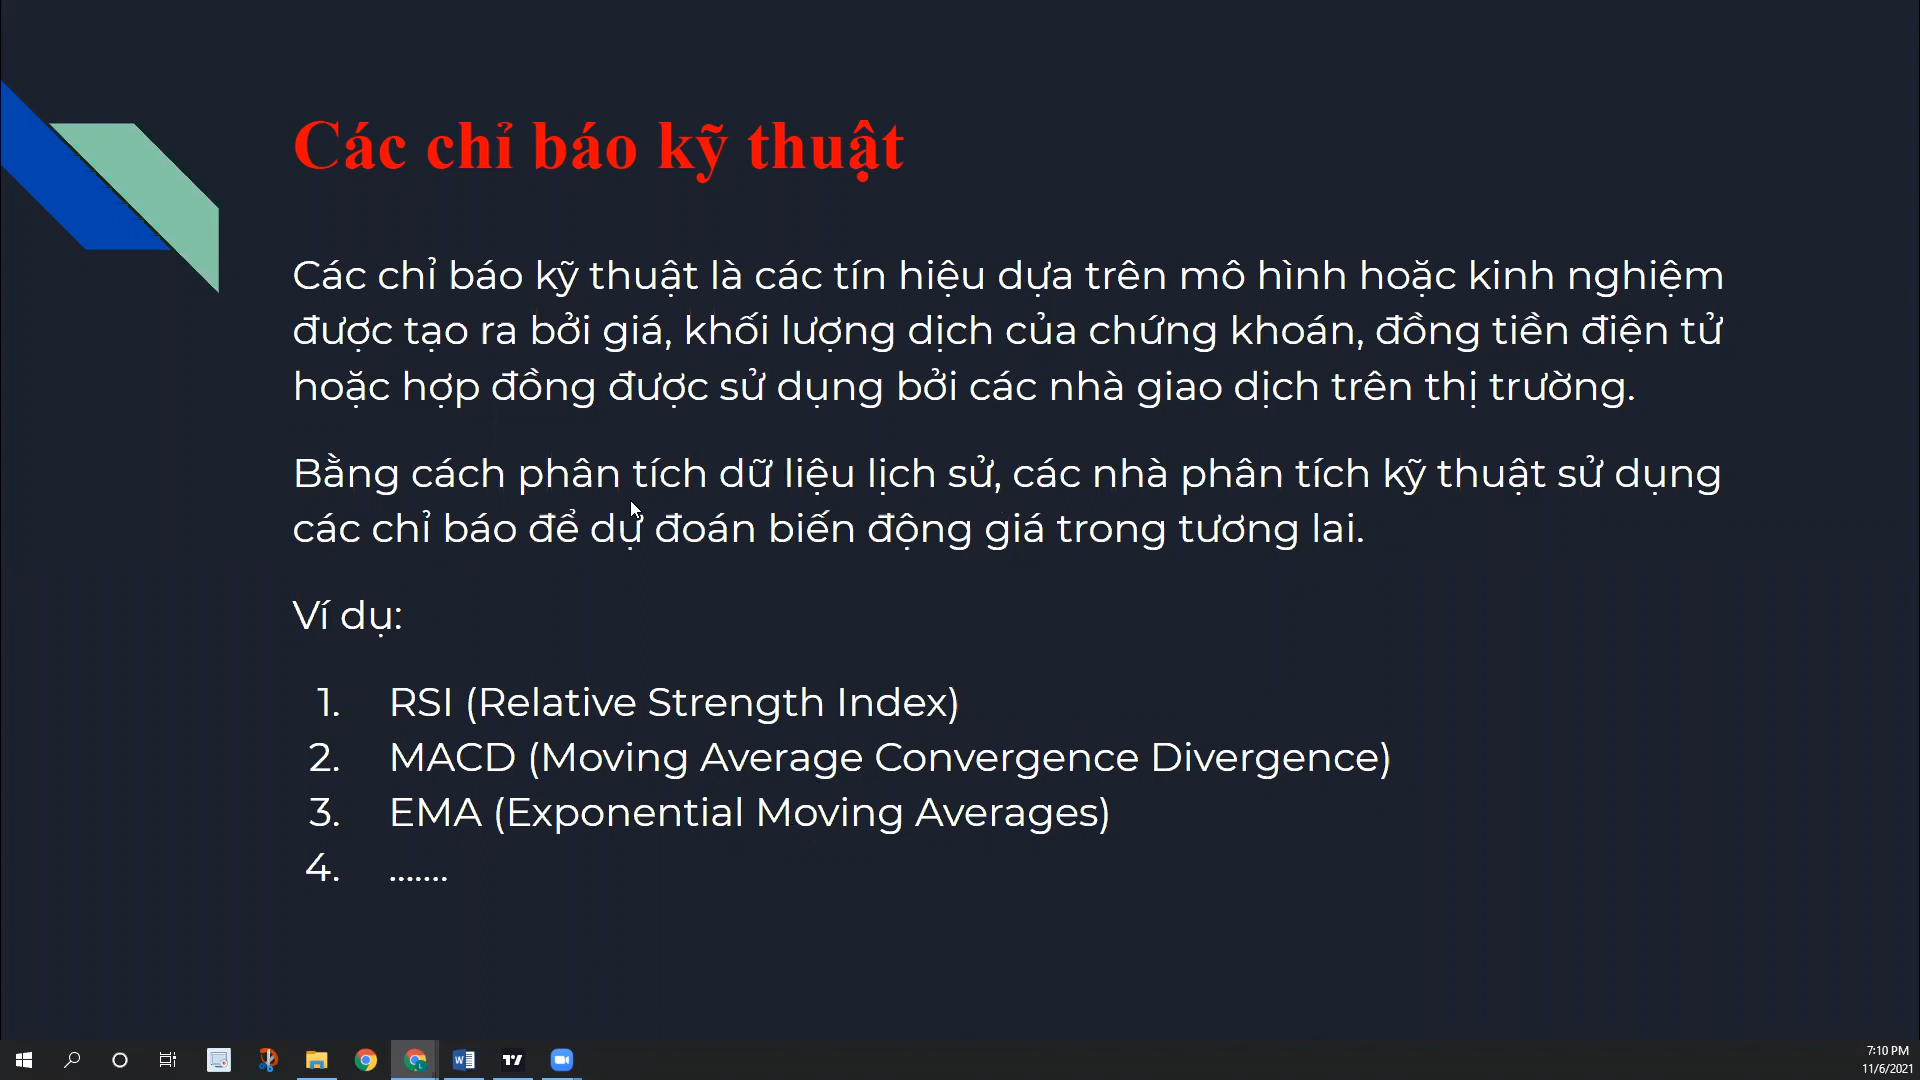 Các chỉ báo kỹ thuật
Các chỉ báo kỹ thuật là các tín hiệu dựa trên mô hình hoặc kinh nghiệm
được tạo ra bởi giá, khối lượng dịch của chứng khoán, đồng tiền điện tử
hoặc hợp đồng được sử dụng bởi các nhà giao dịch trên thị trường.
Bằng cách phân tích dữ liệu lịch sử, các nhà phân tích kỹ thuật sử dụng
các chỉ báo để dự đoán biến động giá trong tương lai.
Ví dụ:
1. RSI (Relative Strength Index)
2. MACD (Moving Average Convergence Divergence)
3. EMA (Exponential Moving Averages)
4. .......
7:10 PM
11/6/2021